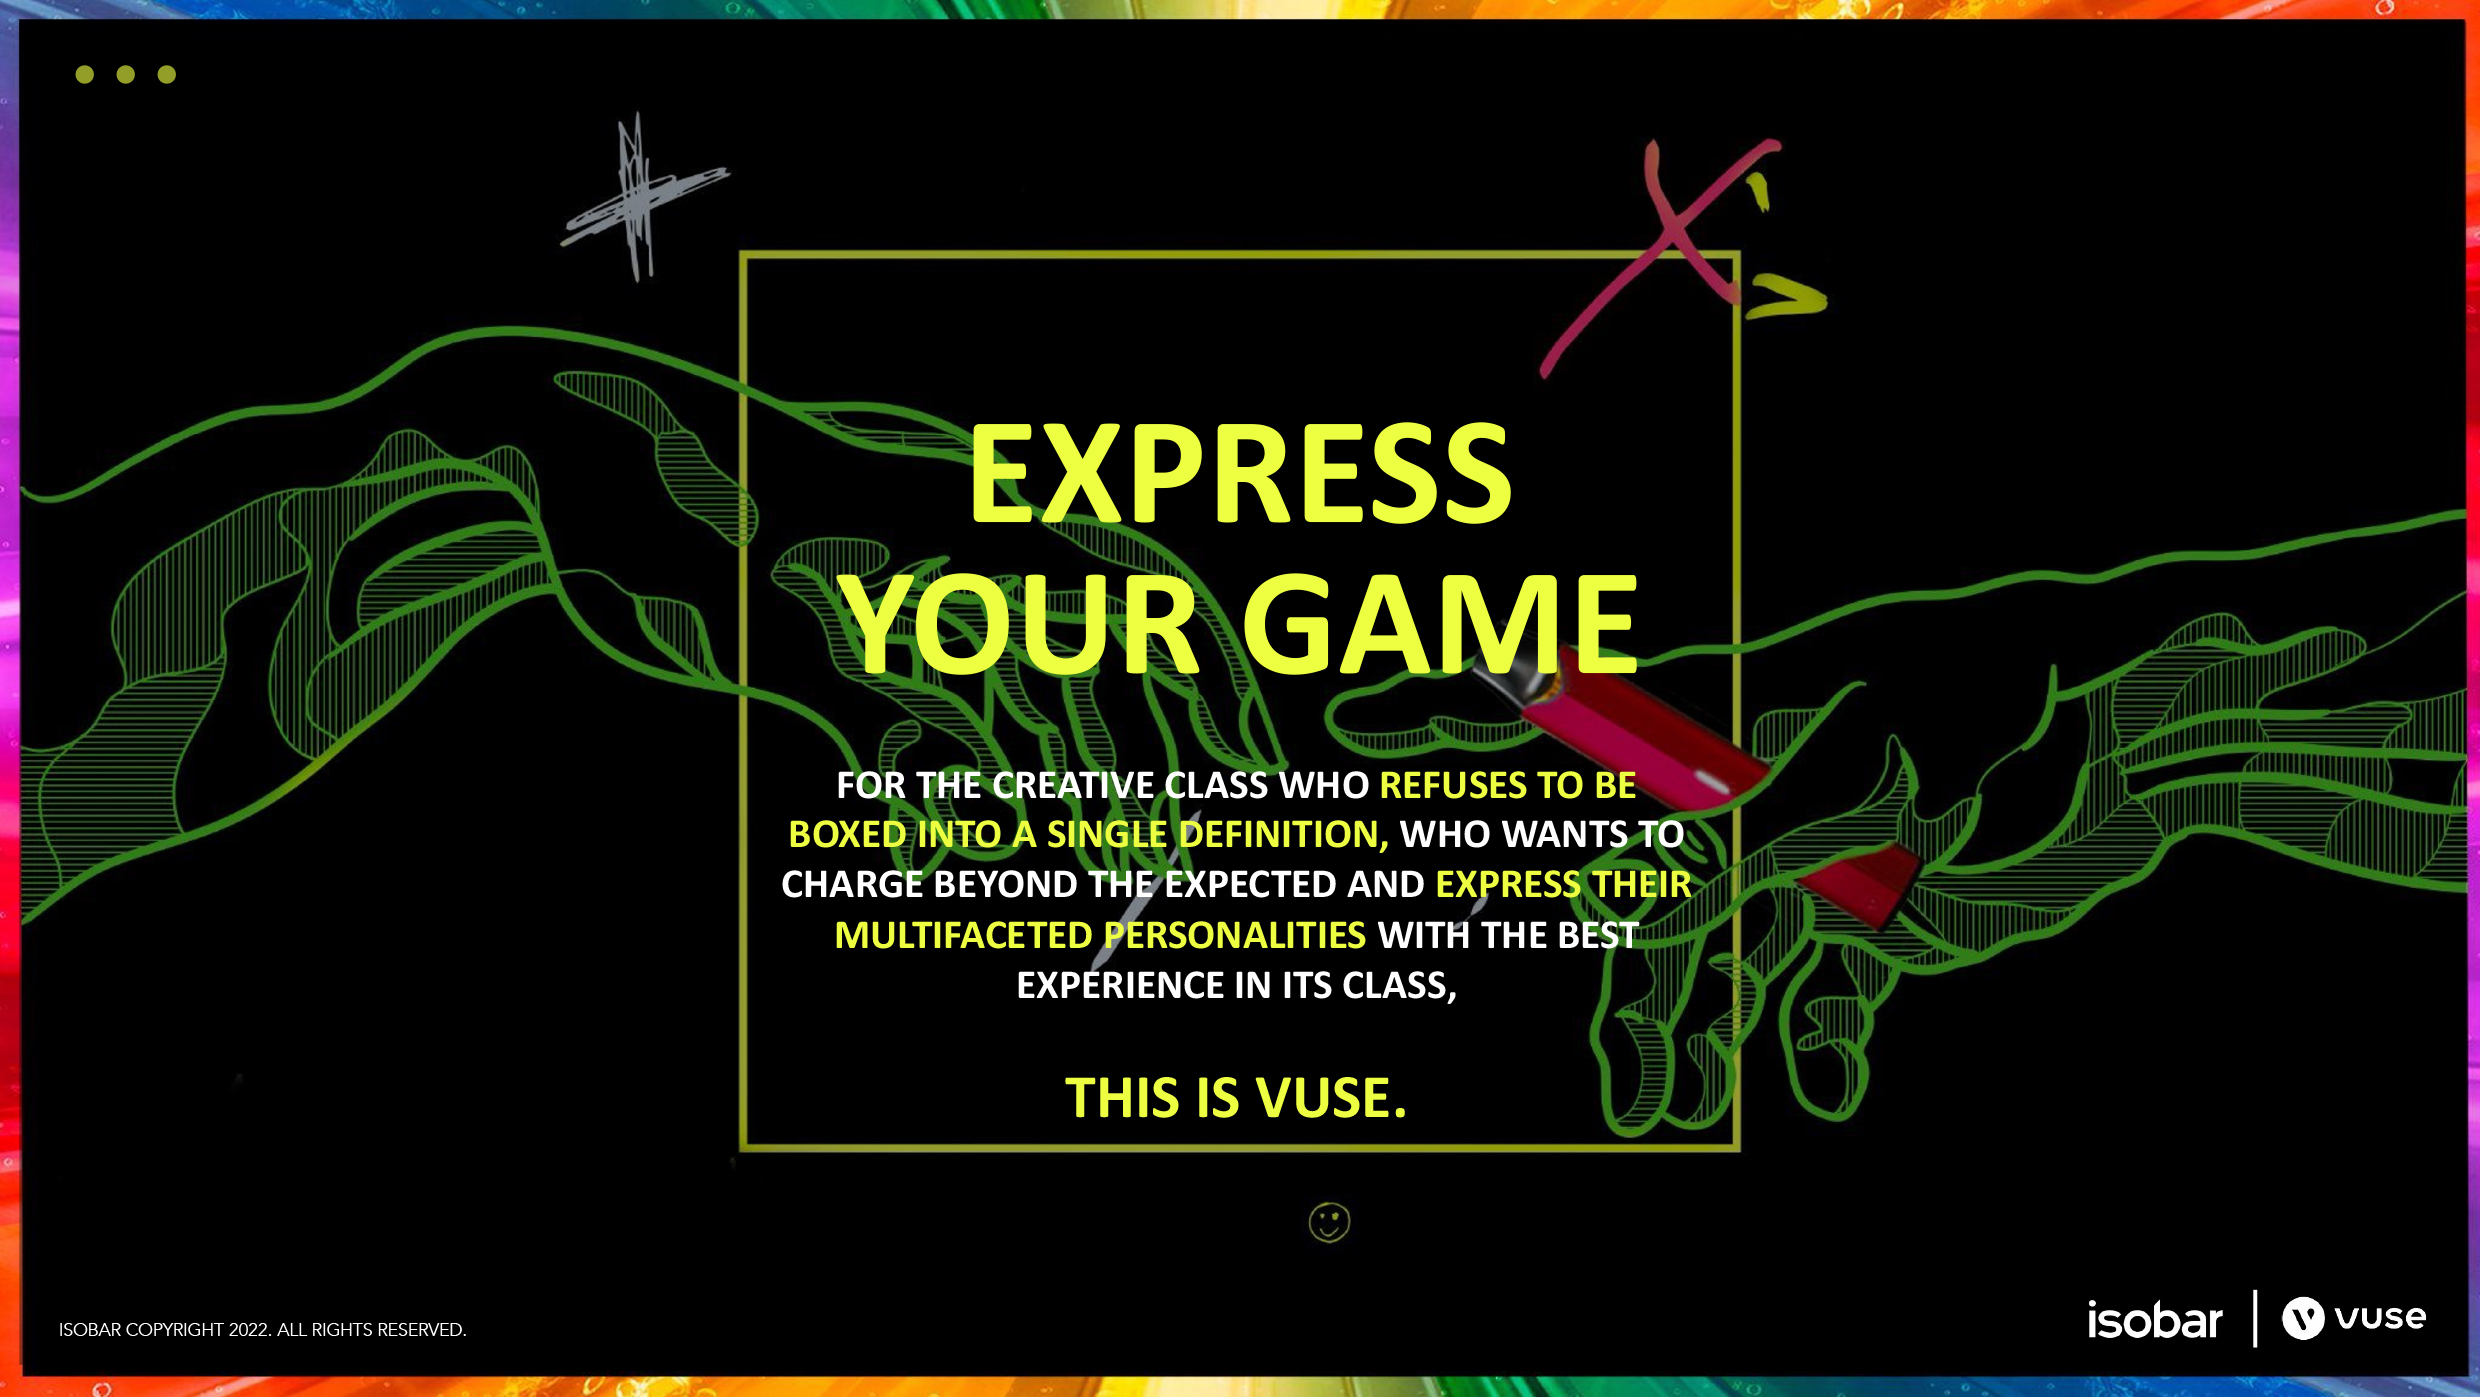 EXPRESS
YOUR GAME
FOR THE CREATIVE CLASS WHO REFUSES TO BE
BOXED INTO A SINGLE DEFINITION, WHO WANTS TO
CHARGE BEYOND THE EXPECTED AND EXPRESS THEIR
MULTIFACETED PERSONALITIES WITH THE BEST
EXPERIENCE IN ITS CLASS,
THIS IS VUSE.
ISOBAR COPYRIGHT 2022. ALL RIGHTS RESERVED.
isobar | vuse